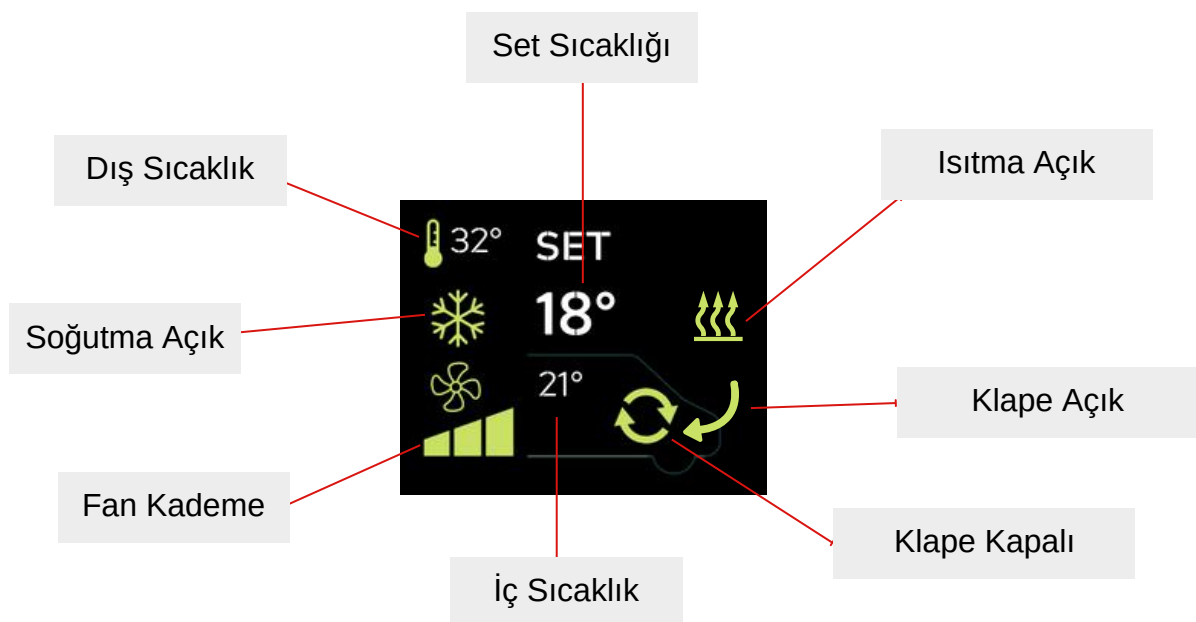 Set Sıcaklığı
Dış Sıcaklık
Isıtma Açık
32°
SET
18°
Soğutma Açık
21°
Klape Açık
Fan Kademe
Klape Kapalı
İç Sıcaklık